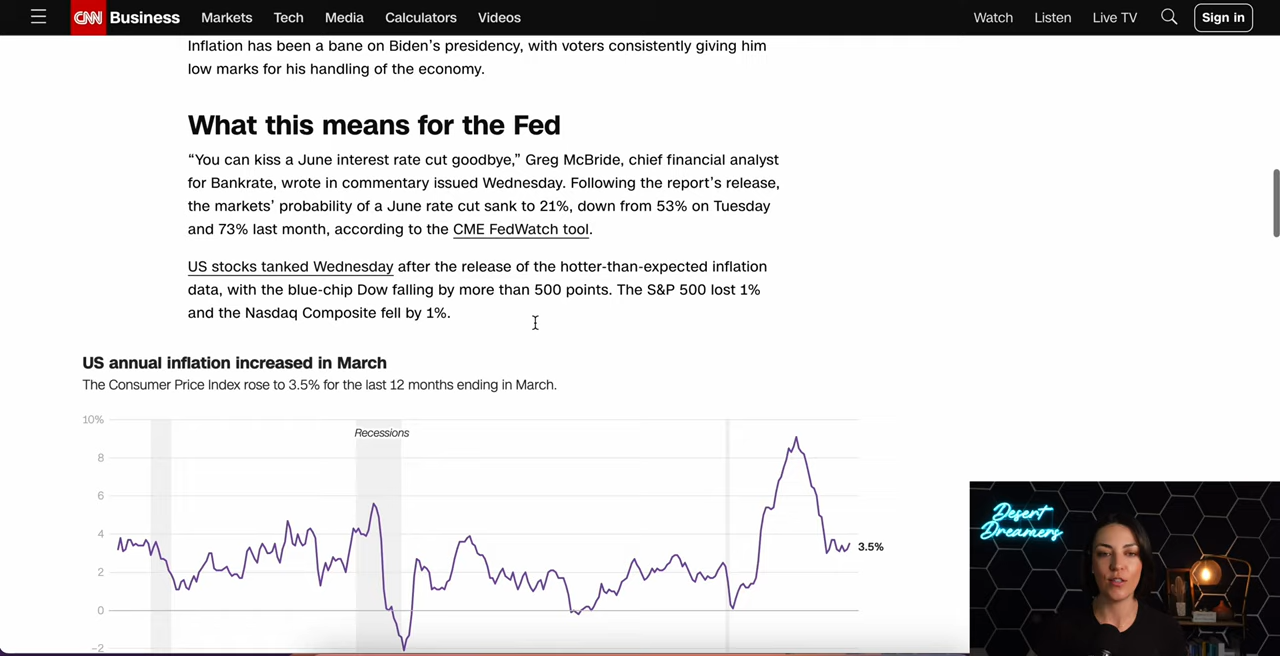 CNN Business Markets Tech Media Calculators Videos Watch Listen Live TV Sign in
Inflation has been a bane on Biden's presidency, with voters consistently giving him
low marks for his handling of the economy.
What this means for the Fed
“You can kiss a June interest rate cut goodbye,” Greg McBride, chief financial analyst
for Bankrate, wrote in commentary issued Wednesday. Following the report's release,
the markets' probability of a June rate cut sank to 21%, down from 53% on Tuesday
and 73% last month, according to the CME FedWatch tool.
US stocks tanked Wednesday after the release of the hotter-than-expected inflation
data, with the blue-chip Dow falling by more than 500 points. The S&P 500 lost 1%
and the Nasdaq Composite fell by 1%.
US annual inflation increased in March
The Consumer Price Index rose to 3.5% for the last 12 months ending in March.
10%
Recessions
8
6
4
3.5%
2
0
-2
Desert
Dreamers